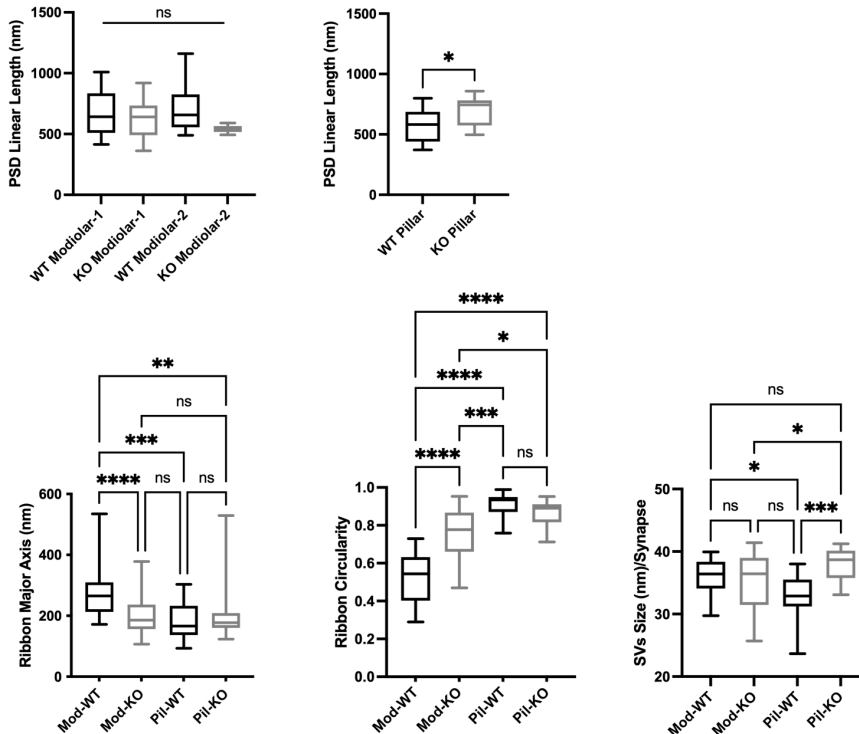 ns
1500
1000
500
0
PSD Linear Length (nm)
WT Modiolar-1
KO Modiolar-1
WT Modiolar-2
KO Modiolar-2
*
1500
1000
500
0
PSD Linear Length (nm)
WT Pillar
KO Pillar
**
ns
***
**** ns ns
600
400
200
0
Ribbon Major Axis (nm)
Mod-WT
Mod-KO
Pil-WT
Pil-KO
****
*
****
***
**** ns
1.0
0.8
0.6
0.4
0.2
0.0
Ribbon Circularity
Mod-WT
Mod-KO
Pil-WT
Pil-KO
ns
*
*
ns ns ***
50
40
30
20
SVs Size (nm)/Synapse
Mod-WT
Mod-KO
Pil-WT
Pil-KO